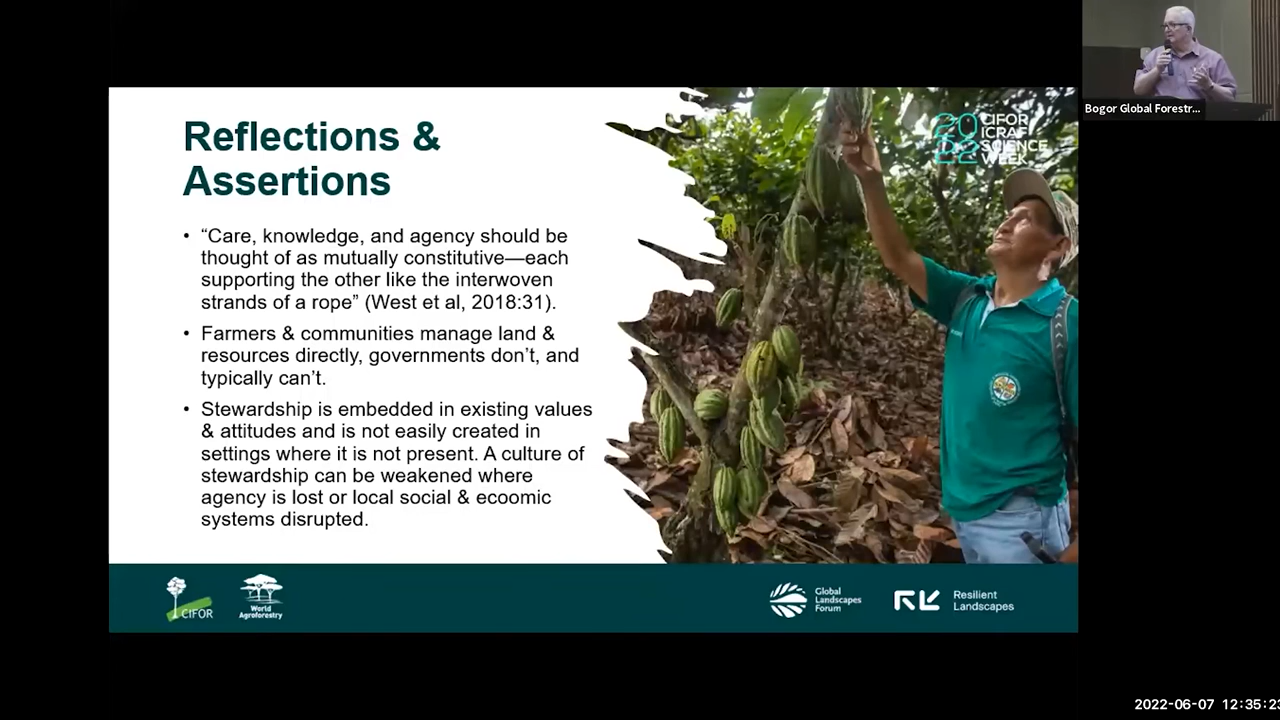 Bogor Global Forestr...
Reflections &
Assertions
• “Care, knowledge, and agency should be
thought of as mutually constitutive—each
supporting the other like the interwoven
strands of a rope” (West et al, 2018:31).
• Farmers & communities manage land &
resources directly, governments don’t, and
typically can’t.
• Stewardship is embedded in existing values
& attitudes and is not easily created in
settings where it is not present. A culture of
stewardship can be weakened where
agency is lost or local social & ecoomic
systems disrupted.
2022
CIFOR
ICRAF
SCIENCE
WEEK
CIFOR
World
Agroforestry
Global
Landscapes
Forum
Resilient
Landscapes
2022-06-07 12:35:23